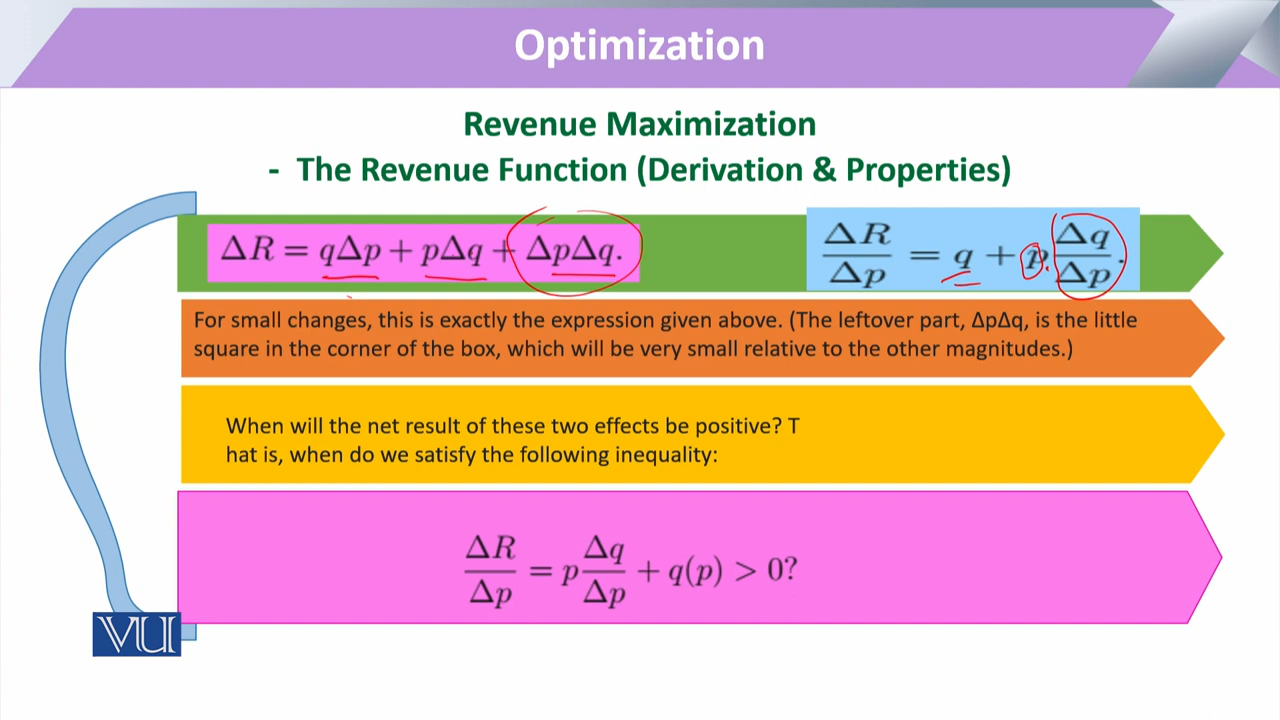 Optimization
Revenue Maximization
- The Revenue Function (Derivation & Properties)
ΔR = qΔp + pΔq + ΔpΔq.
ΔR/Δp = q + p Δq/Δp.
For small changes, this is exactly the expression given above. (The leftover part, ΔpΔq, is the little
square in the corner of the box, which will be very small relative to the other magnitudes.)
When will the net result of these two effects be positive? T
hat is, when do we satisfy the following inequality:
ΔR/Δp = p Δq/Δp + q(p) > 0?
VU